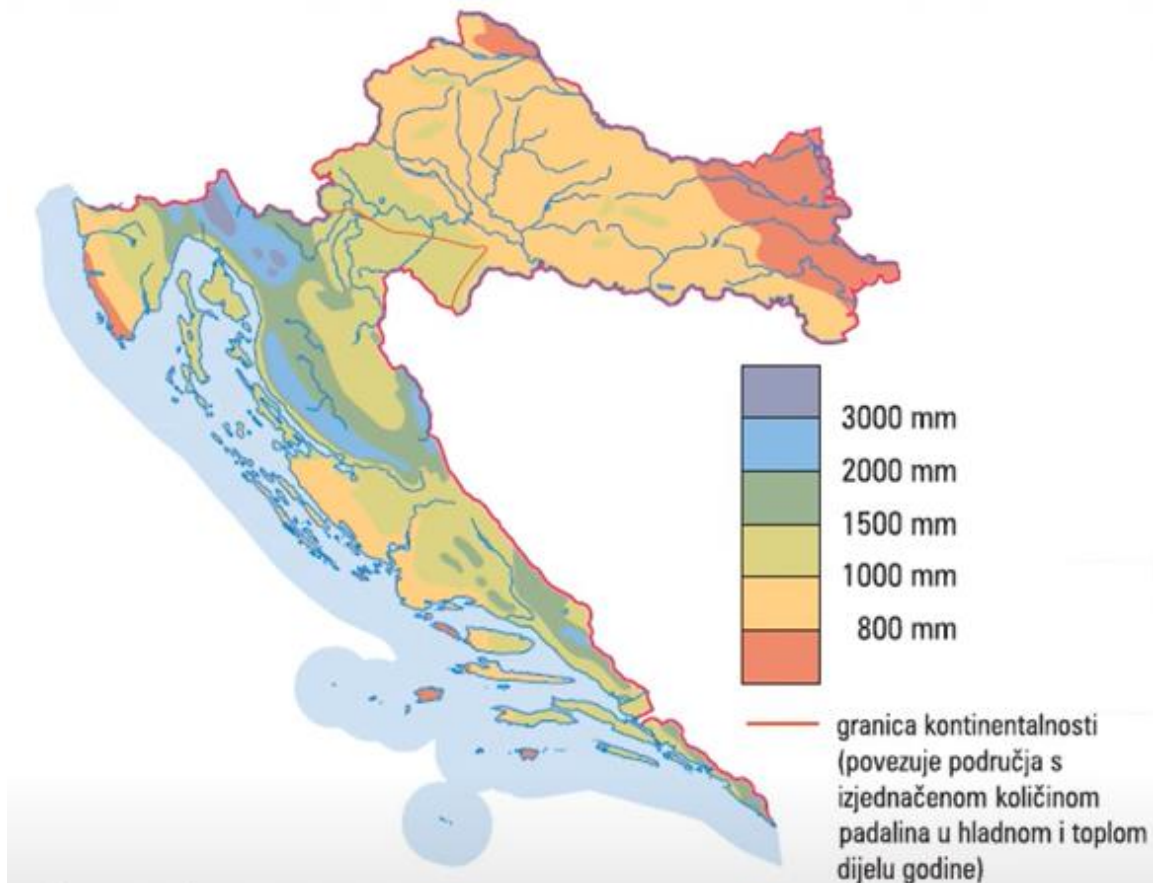 3000 mm
2000 mm
1500 mm
1000 mm
800 mm
granica kontinentalnosti
(povezuje područja s
izjednačenom količinom
padalina u hladnom i toplom
dijelu godine)